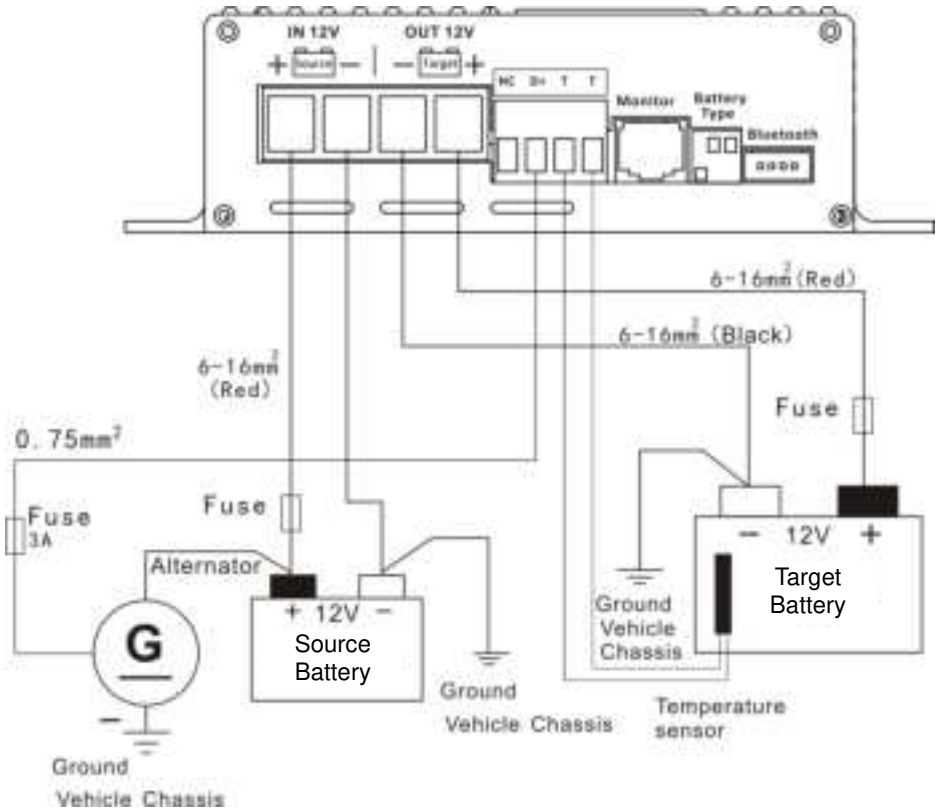 IN 12V
OUT 12V
+ Source -
- Target +
NC D+ T T
Monitor
Battery
Type
Bluetooth
6-16mm² (Red)
6-16mm² (Black)
6-16mm²
(Red)
0.75mm²
Fuse
3A
Fuse
Fuse
Alternator
+ 12V -
Source
Battery
- 12V +
Target
Battery
G
-
Ground
Vehicle Chassis
Ground
Vehicle Chassis
Ground
Vehicle
Chassis
Temperature
sensor